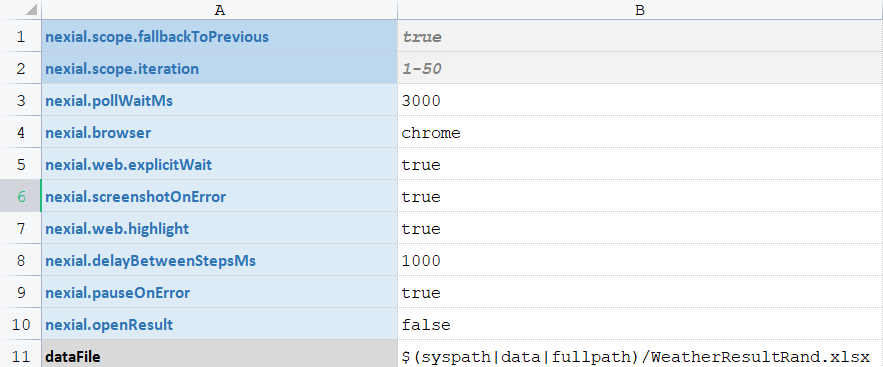 A B
1 nexial.scope.fallbackToPrevious true
2 nexial.scope.iteration 1-50
3 nexial.pollWaitMs 3000
4 nexial.browser chrome
5 nexial.web.explicitWait true
6 nexial.screenshotOnError true
7 nexial.web.highlight true
8 nexial.delayBetweenStepsMs 1000
9 nexial.pauseOnError true
10 nexial.openResult false
11 dataFile $(syspath|data|fullpath)/WeatherResultRand.xlsx